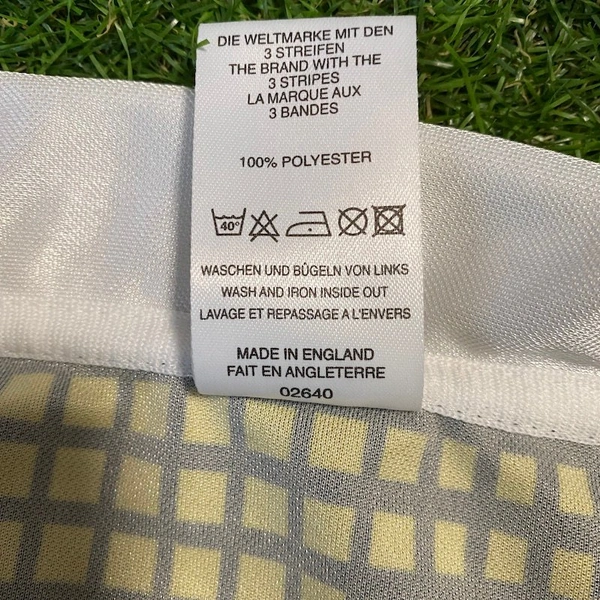 DIE WELTMARKE MIT DEN
3 STREIFEN
THE BRAND WITH THE
3 STRIPES
LA MARQUE AUX
3 BANDES
100% POLYESTER
40°
WASCHEN UND BÛGELN VON LINKS
WASH AND IRON INSIDE OUT
LAVAGE ET REPASSAGE A L'ENVERS
MADE IN ENGLAND
FAIT EN ANGLETERRE
02640